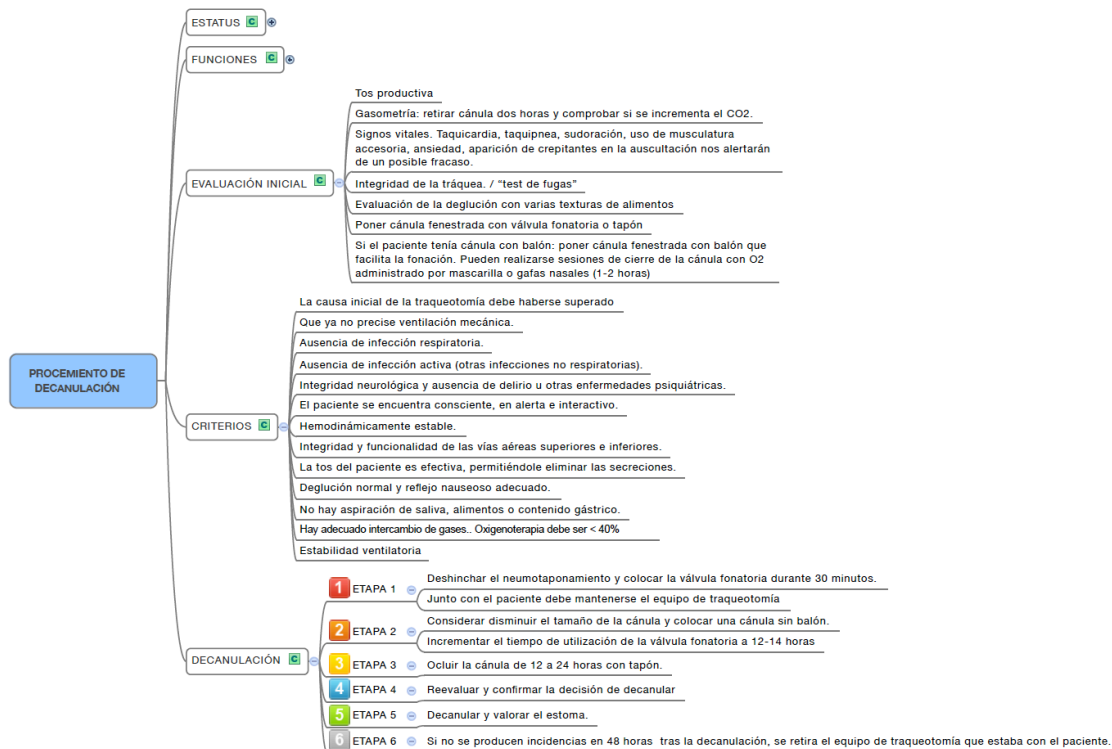 ESTATUS C
FUNCIONES C
Tos productiva
Gasometría: retirar cánula dos horas y comprobar si se incrementa el CO2.
Signos vitales. Taquicardia, taquipnea, sudoración, uso de musculatura
accesoria, ansiedad, aparición de crepitantes en la auscultación nos alertarán
de un posible fracaso.
EVALUACIÓN INICIAL C
Integridad de la tráquea. / “test de fugas”
Evaluación de la deglución con varias texturas de alimentos
Poner cánula fenestrada con válvula fonatoria o tapón
Si el paciente tenía cánula con balón: poner cánula fenestrada con balón que
facilita la fonación. Pueden realizarse sesiones de cierre de la cánula con O2
administrado por mascarilla o gafas nasales (1-2 horas)
PROCEMIENTO DE
DECANULACIÓN
La causa inicial de la traqueotomía debe haberse superado
Que ya no precise ventilación mecánica.
Ausencia de infección respiratoria.
Ausencia de infección activa (otras infecciones no respiratorias).
Integridad neurológica y ausencia de delirio u otras enfermedades psiquiátricas.
El paciente se encuentra consciente, en alerta e interactivo.
CRITERIOS C
Hemodinámicamente estable.
Integridad y funcionalidad de las vías aéreas superiores e inferiores.
La tos del paciente es efectiva, permitiéndole eliminar las secreciones.
Deglución normal y reflejo nauseoso adecuado.
No hay aspiración de saliva, alimentos o contenido gástrico.
Hay adecuado intercambio de gases.. Oxigenoterapia debe ser < 40%
Estabilidad ventilatoria
DECANULACIÓN C
1 ETAPA 1
Deshinchar el neumotaponamiento y colocar la válvula fonatoria durante 30 minutos.
Junto con el paciente debe mantenerse el equipo de traqueotomía
2 ETAPA 2
Considerar disminuir el tamaño de la cánula y colocar una cánula sin balón.
Incrementar el tiempo de utilización de la válvula fonatoria a 12-14 horas
3 ETAPA 3 Ocluir la cánula de 12 a 24 horas con tapón.
4 ETAPA 4 Reevaluar y confirmar la decisión de decanular
5 ETAPA 5 Decanular y valorar el estoma.
6 ETAPA 6 Si no se producen incidencias en 48 horas tras la decanulación, se retira el equipo de traqueotomía que estaba con el paciente.